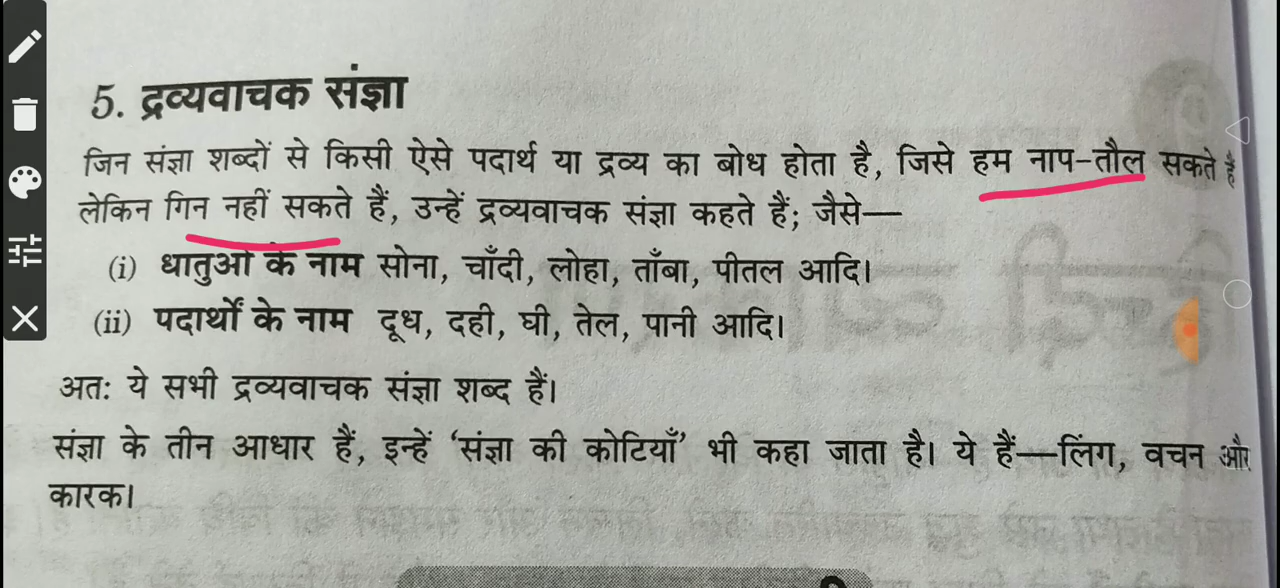 5. द्रव्यवाचक संज्ञा
जिन संज्ञा शब्दों से किसी ऐसे पदार्थ या द्रव्य का बोध होता है, जिसे हम नाप-तौल सकते हैं
लेकिन गिन नहीं सकते हैं, उन्हें द्रव्यवाचक संज्ञा कहते हैं; जैसे—
(i) धातुओं के नाम सोना, चाँदी, लोहा, ताँबा, पीतल आदि।
(ii) पदार्थों के नाम दूध, दही, घी, तेल, पानी आदि।
अतः ये सभी द्रव्यवाचक संज्ञा शब्द हैं।
संज्ञा के तीन आधार हैं, इन्हें ‘संज्ञा की कोटियाँ’ भी कहा जाता है। ये हैं—लिंग, वचन और
कारक।